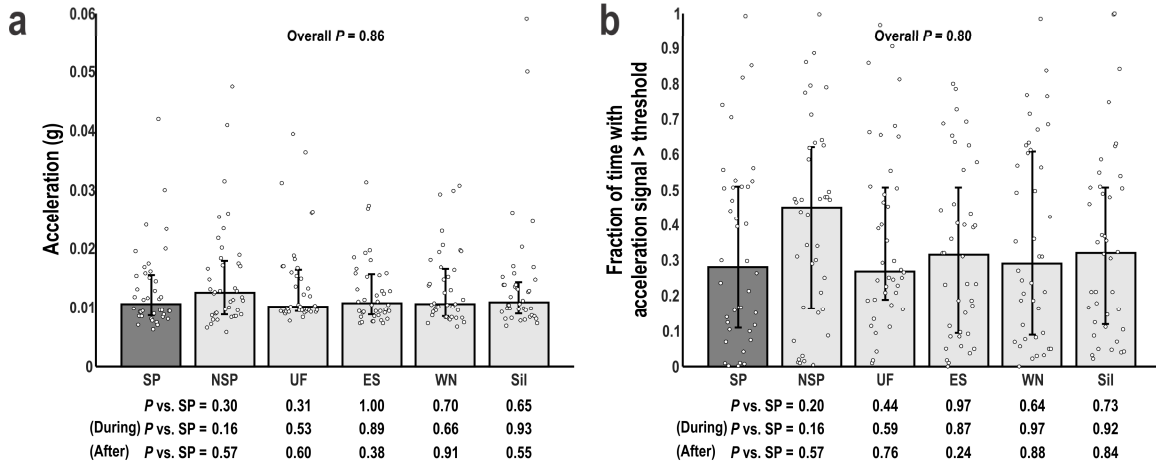 a
Overall P = 0.86
Acceleration (g)
0.06
0.05
0.04
0.03
0.02
0.01
0
SP NSP UF ES WN Sil
P vs. SP = 0.30 0.31 1.00 0.70 0.65
(During) P vs. SP = 0.16 0.53 0.89 0.66 0.93
(After) P vs. SP = 0.57 0.60 0.38 0.91 0.55
b
Overall P = 0.80
Fraction of time with
acceleration signal > threshold
1
0.9
0.8
0.7
0.6
0.5
0.4
0.3
0.2
0.1
0
SP NSP UF ES WN Sil
P vs. SP = 0.20 0.44 0.97 0.64 0.73
(During) P vs. SP = 0.16 0.59 0.87 0.97 0.92
(After) P vs. SP = 0.57 0.76 0.24 0.88 0.84